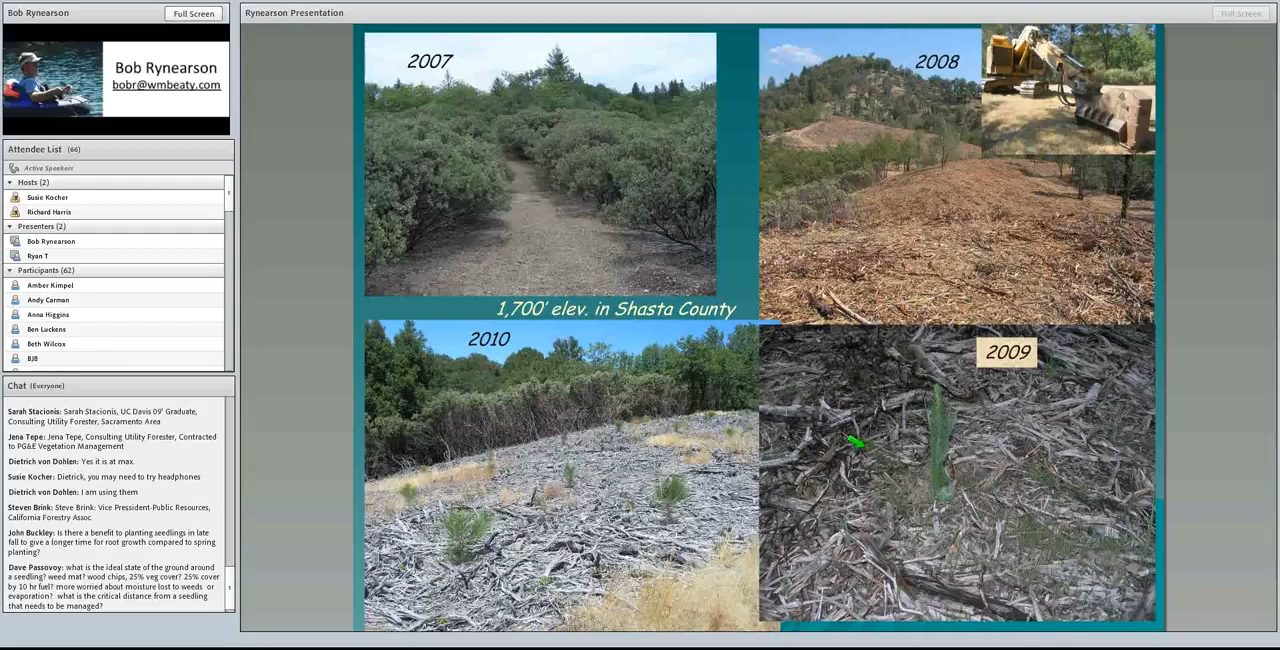 Bob Rynearson
Full Screen
Bob Rynearson
bobr@wmbeaty.com
Attendee List (66)
Active Speakers
Hosts (2)
Susie Kocher
Richard Harris
Presenters (2)
Bob Rynearson
Ryan T
Participants (62)
Amber Kimpel
Andy Carman
Anna Higgins
Ben Luckens
Beth Wilcox
BJB
Chat (Everyone)
Sarah Stacionis: Sarah Stacionis, UC Davis 09' Graduate,
Consulting Utility Forester, Sacramento Area
Jena Tepe: Jena Tepe, Consulting Utility Forester, Contracted
to PG&E Vegetation Management
Dietrich von Dohlen: Yes it is at max.
Susie Kocher: Dietrick, you may need to try headphones
Dietrich von Dohlen: I am using them
Steven Brink: Steve Brink: Vice President-Public Resources,
California Forestry Assoc.
John Buckley: Is there a benefit to planting seedlings in late
fall to give a longer time for root growth compared to spring
planting?
Dave Passovoy: what is the ideal state of the ground around
a seedling? weed mat? wood chips, 25% veg cover? 25% cover
by 10 hr fuel? more worried about moisture lost to weeds or
evaporation? what is the critical distance from a seedling
that needs to be managed?
Rynearson Presentation
Full Screen
2007
2008
1,700' elev. in Shasta County
2010
2009